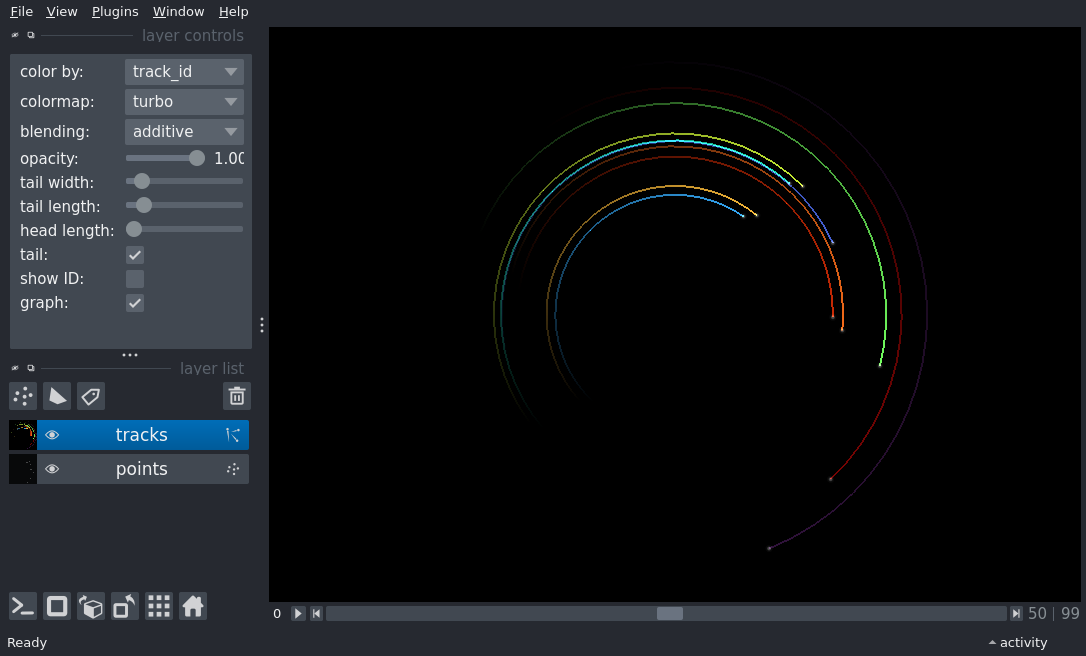 File View Plugins Window Help
layer controls
color by: track_id
colormap: turbo
blending: additive
opacity: 1.00
tail width:
tail length:
head length:
tail:
show ID:
graph:
layer list
tracks
points
0 50 | 99
Ready activity